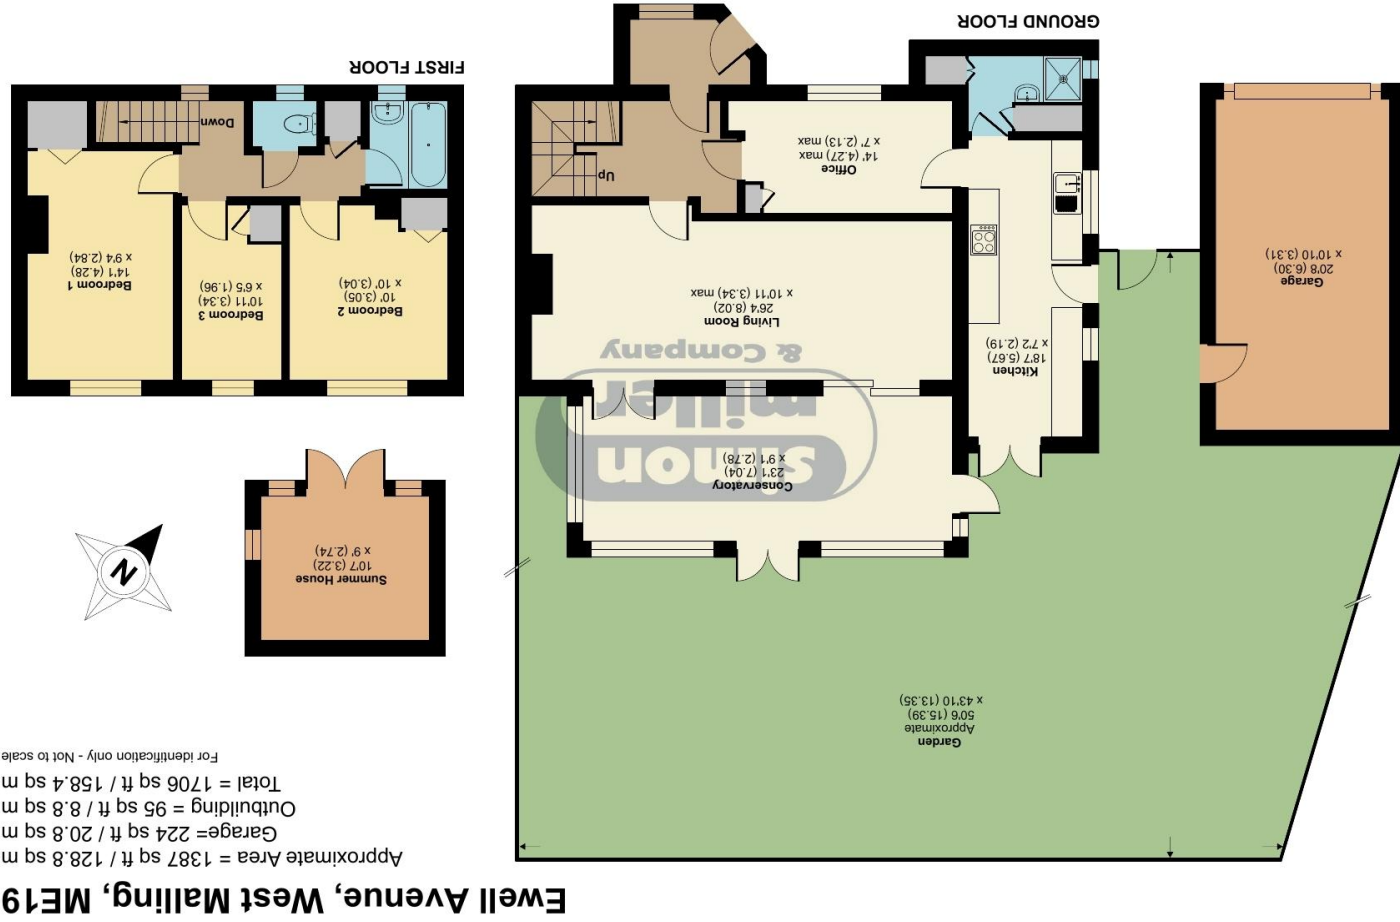 Ewell Avenue, West Malling, ME19
Approximate Area = 1387 sq ft / 128.8 sq m
Garage= 224 sq ft / 20.8 sq m
Outbuilding = 95 sq ft / 8.8 sq m
Total = 1706 sq ft / 158.4 sq m
For identification only - Not to scale
Garden
Approximate
50'6 (15.39)
x 43'10 (13.35)
Summer House
10'7 (3.22)
x 9' (2.74)
N
Conservatory
23'1 (7.04)
x 9'1 (2.78)
simon
miller
& Company
Kitchen
18'7 (5.67)
x 7'2 (2.19)
Living Room
26'4 (8.02)
x 10'11 (3.34) max
Garage
20'8 (6.30)
x 10'10 (3.31)
Bedroom 2
10' (3.05)
x 10' (3.04)
Bedroom 3
10'11 (3.34)
x 6'5 (1.96)
Bedroom 1
14'1 (4.28)
x 9'4 (2.84)
Office
14' (4.27) max
x 7' (2.13) max
Up
Down
FIRST FLOOR
GROUND FLOOR